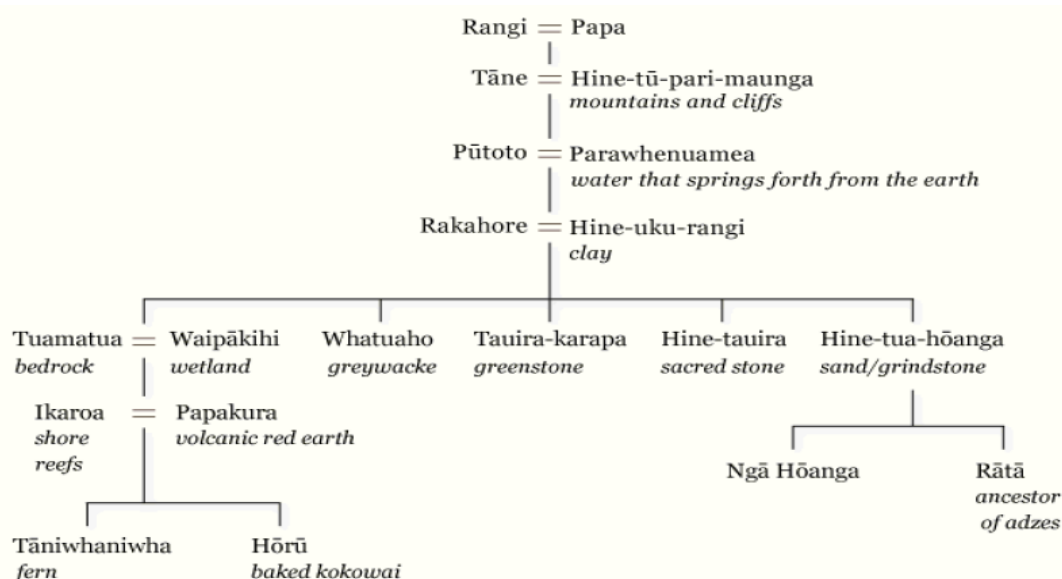 Rangi = Papa
Tāne = Hine-tū-pari-maunga
mountains and cliffs
Pūtoto = Parawhenuamea
water that springs forth from the earth
Rakahore = Hine-uku-rangi
clay
Tuamatua = Waipākihi Whatuaho Tauira-karapa Hine-tauira Hine-tua-hōanga
bedrock wetland greywacke greenstone sacred stone sand/grindstone
Ikaroa = Papakura
shore volcanic red earth
reefs
Ngā Hōanga Rātā
ancestor
of adzes
Tāniwhaniwha Hōrū
fern baked kokowai